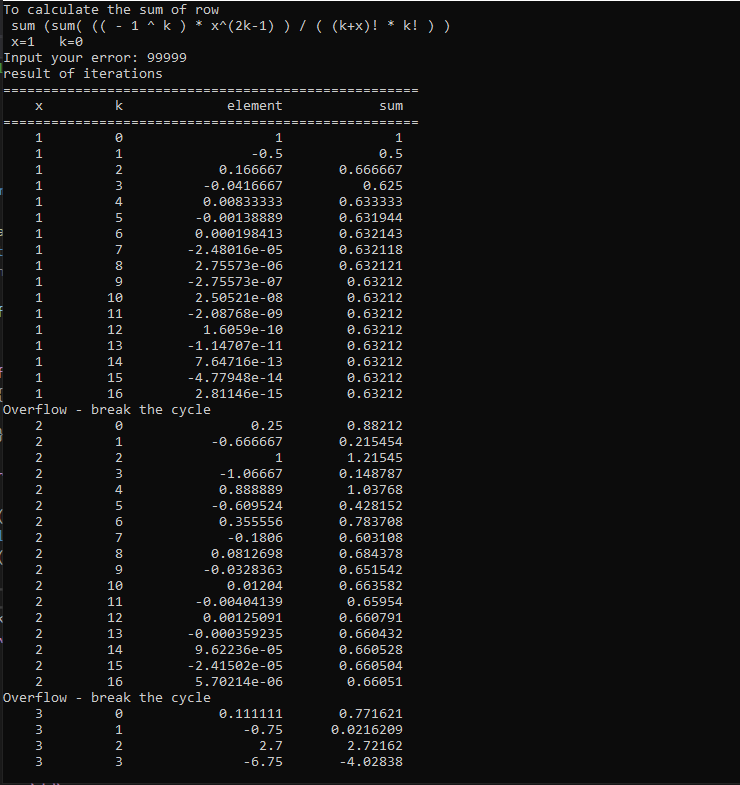 To calculate the sum of row
sum (sum( (( - 1 ^ k ) * x^(2k-1) ) / ( (k+x)! * k! ) )
x=1   k=0
Input your error: 99999
result of iterations
====================================================
x k element sum
====================================================
1 0 1 1
1 1 -0.5 0.5
1 2 0.166667 0.666667
1 3 -0.0416667 0.625
1 4 0.00833333 0.633333
1 5 -0.00138889 0.631944
1 6 0.000198413 0.632143
1 7 -2.48016e-05 0.632118
1 8 2.75573e-06 0.632121
1 9 -2.75573e-07 0.63212
1 10 2.50521e-08 0.63212
1 11 -2.08768e-09 0.63212
1 12 1.6059e-10 0.63212
1 13 -1.14707e-11 0.63212
1 14 7.64716e-13 0.63212
1 15 -4.77948e-14 0.63212
1 16 2.81146e-15 0.63212
Overflow - break the cycle
2 0 0.25 0.88212
2 1 -0.666667 0.215454
2 2 1 1.21545
2 3 -1.06667 0.148787
2 4 0.888889 1.03768
2 5 -0.609524 0.428152
2 6 0.355556 0.783708
2 7 -0.1806 0.603108
2 8 0.0812698 0.684378
2 9 -0.0328363 0.651542
2 10 0.01204 0.663582
2 11 -0.00404139 0.65954
2 12 0.00125091 0.660791
2 13 -0.000359235 0.660432
2 14 9.62236e-05 0.660528
2 15 -2.41502e-05 0.660504
2 16 5.70214e-06 0.66051
Overflow - break the cycle
3 0 0.111111 0.771621
3 1 -0.75 0.0216209
3 2 2.7 2.72162
3 3 -6.75 -4.02838